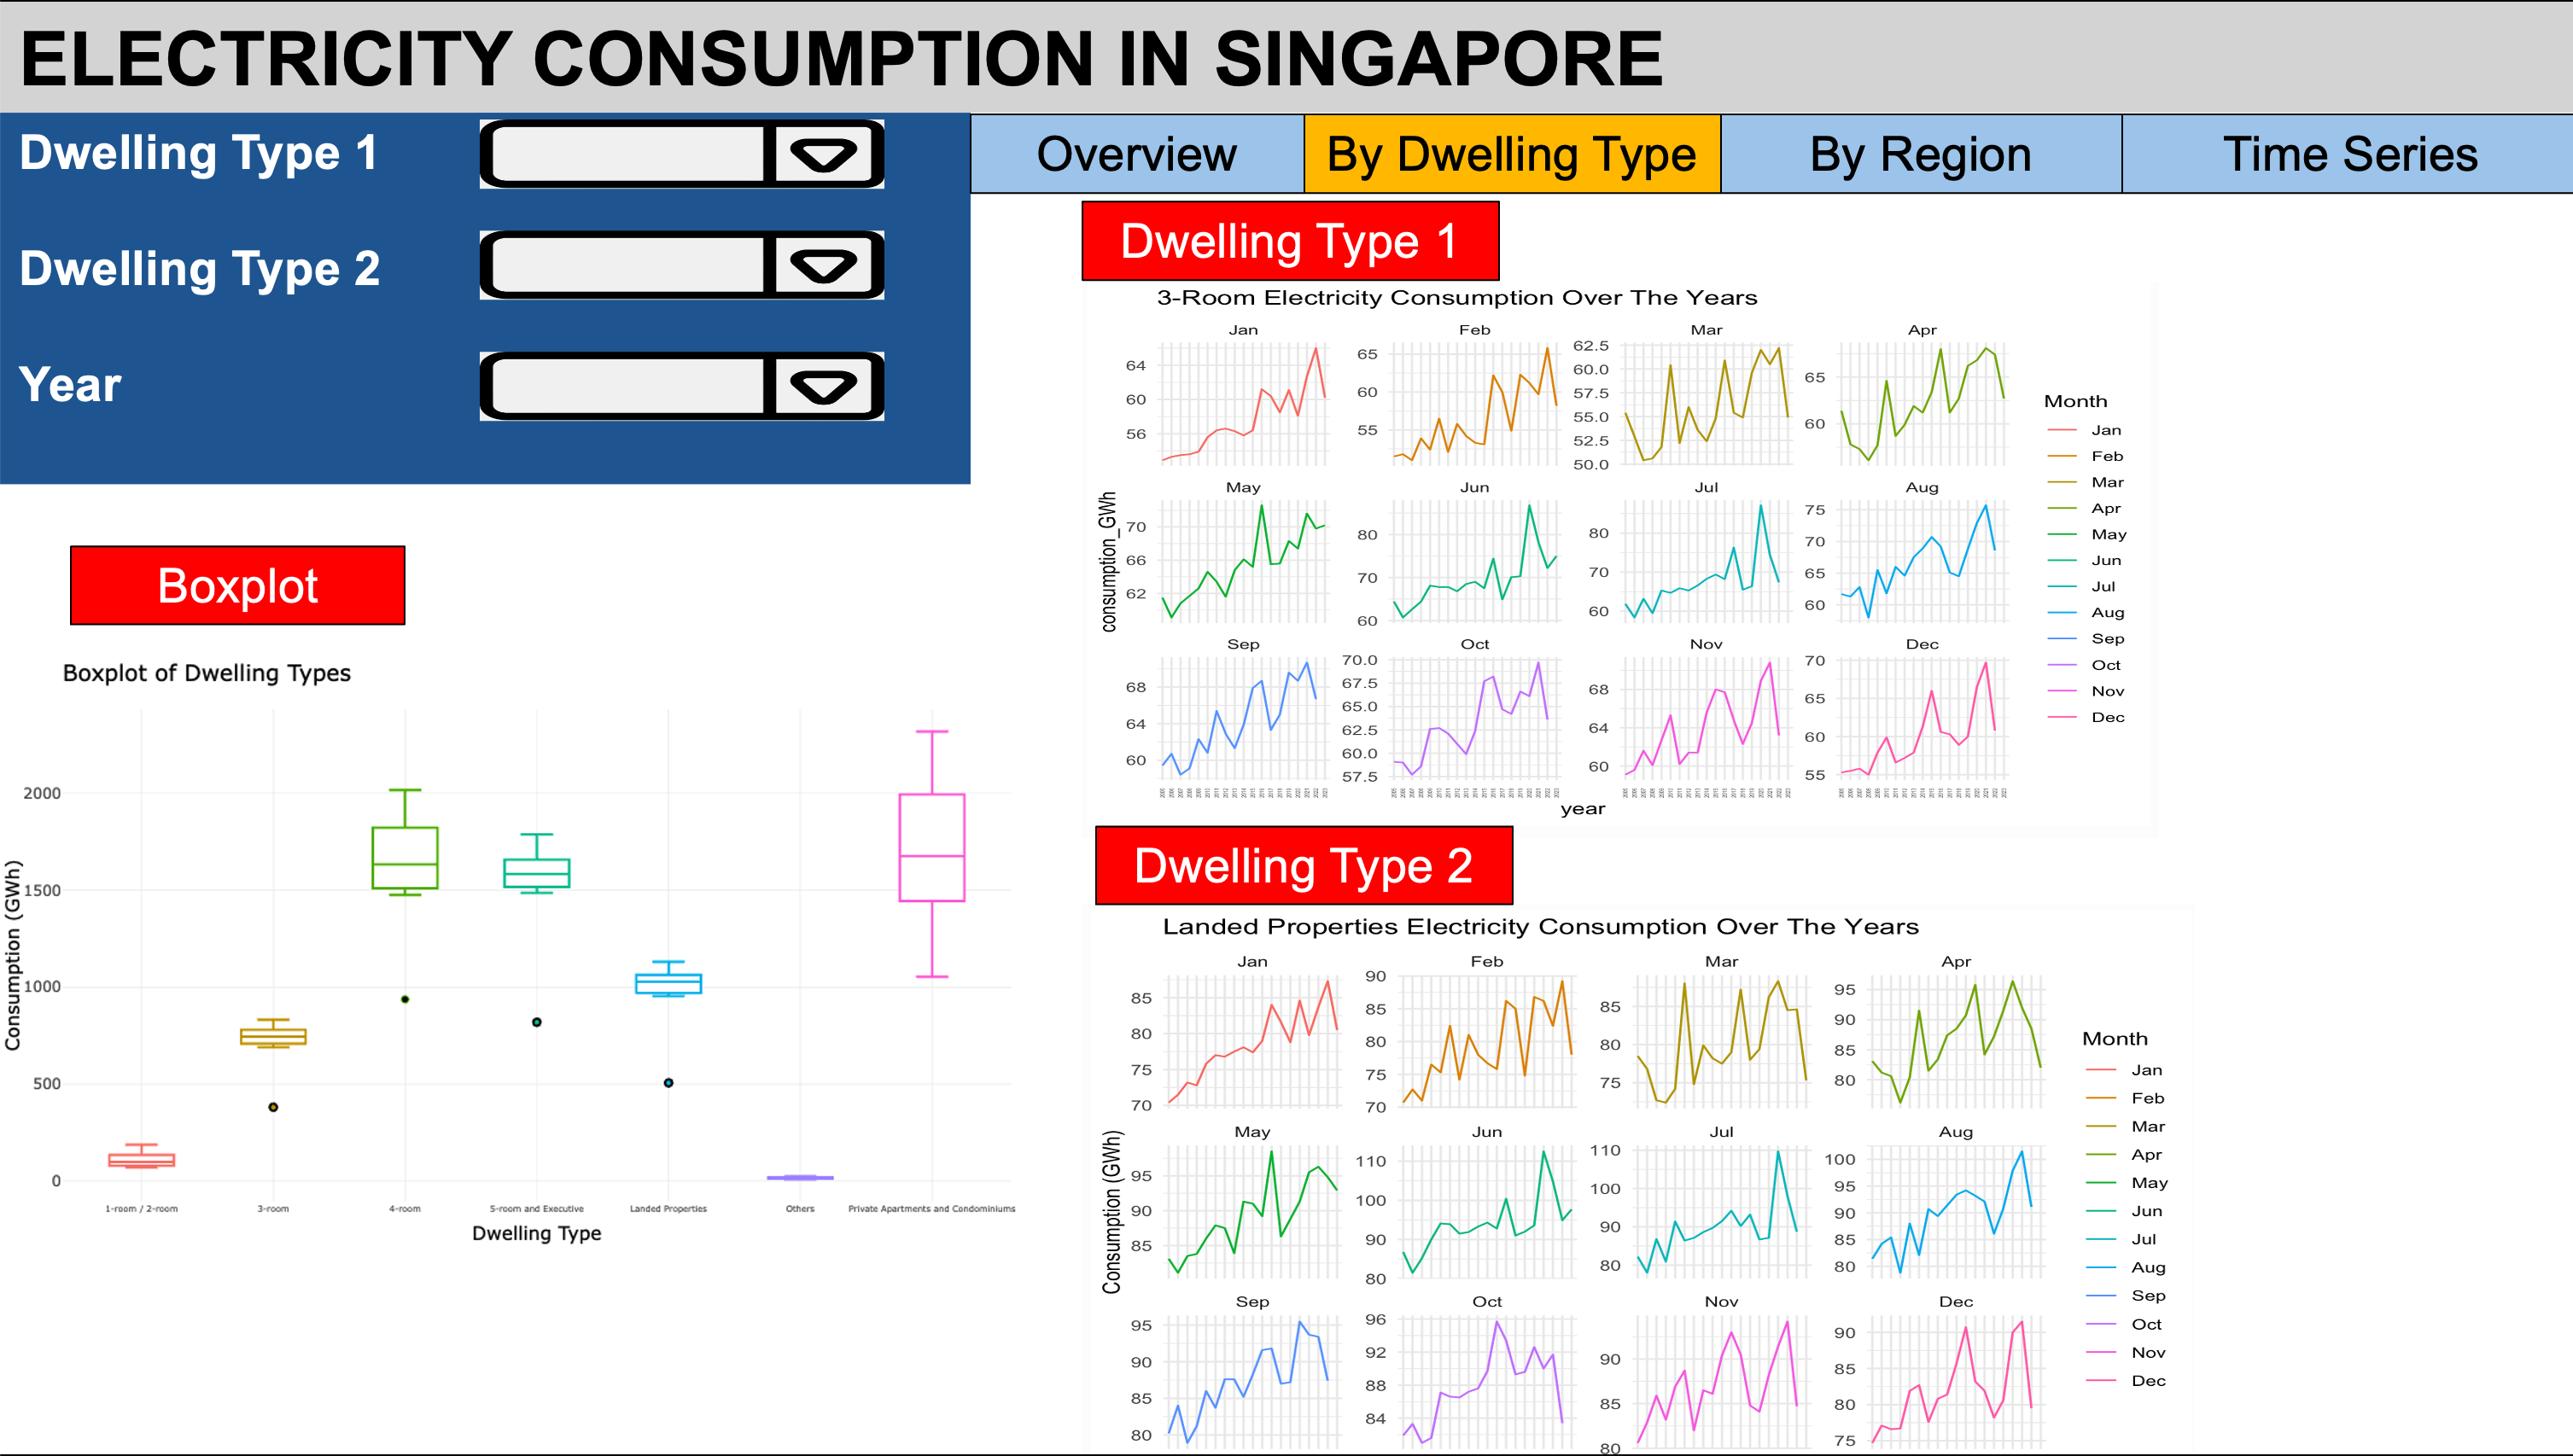 ELECTRICITY CONSUMPTION IN SINGAPORE
Dwelling Type 1
Dwelling Type 2
Year
Overview
By Dwelling Type
By Region
Time Series
Boxplot
Boxplot of Dwelling Types
Consumption (GWh)
2000
1500
1000
500
0
1-room / 2-room
3-room
4-room
5-room and Executive
Landed Properties
Others
Private Apartments and Condominiums
Dwelling Type
Dwelling Type 1
3-Room Electricity Consumption Over The Years
consumption_GWh
Jan
64
60
56
Feb
65
60
55
Mar
62.5
60.0
57.5
55.0
52.5
50.0
Apr
65
60
May
70
66
62
Jun
80
70
60
Jul
80
70
60
Aug
75
70
65
60
Sep
68
64
60
Oct
70.0
67.5
65.0
62.5
60.0
57.5
Nov
68
64
60
Dec
70
65
60
55
year
Month
Jan
Feb
Mar
Apr
May
Jun
Jul
Aug
Sep
Oct
Nov
Dec
Dwelling Type 2
Landed Properties Electricity Consumption Over The Years
Consumption (GWh)
Jan
85
80
75
70
Feb
90
85
80
75
70
Mar
85
80
75
Apr
95
90
85
80
May
95
90
85
Jun
110
100
90
80
Jul
110
100
90
80
Aug
100
95
90
85
80
Sep
95
90
85
80
Oct
96
92
88
84
Nov
90
85
80
Dec
90
85
80
75
Month
Jan
Feb
Mar
Apr
May
Jun
Jul
Aug
Sep
Oct
Nov
Dec